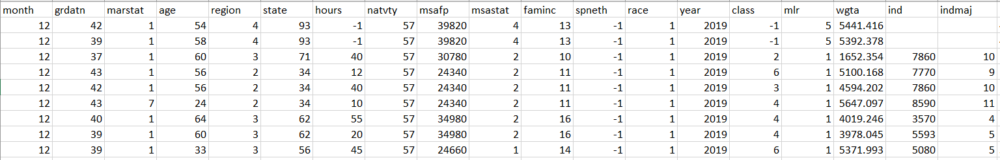 month grdatn marstat age region state hours natvty msafp msastat faminc spneth race year class mlr wgta ind indmaj
12 42 1 54 4 93 -1 57 39820 4 13 -1 1 2019 -1 5 5441.416
12 39 1 58 4 93 -1 57 39820 4 13 -1 1 2019 -1 5 5392.378
12 37 1 60 3 71 40 57 30780 2 10 -1 1 2019 2 1 1652.354 7860 10
12 43 1 56 2 34 12 57 24340 2 11 -1 1 2019 6 1 5100.168 7770 9
12 42 1 56 2 34 40 57 24340 2 11 -1 1 2019 3 1 4594.202 7860 10
12 43 7 24 2 34 10 57 24340 2 11 -1 1 2019 4 1 5647.097 8590 11
12 40 1 64 3 62 55 57 34980 2 16 -1 1 2019 4 1 4019.246 3570 4
12 39 1 60 3 62 20 57 34980 2 16 -1 1 2019 4 1 3978.045 5593 5
12 39 1 33 3 56 45 57 24660 1 14 -1 1 2019 6 1 5371.993 5080 5